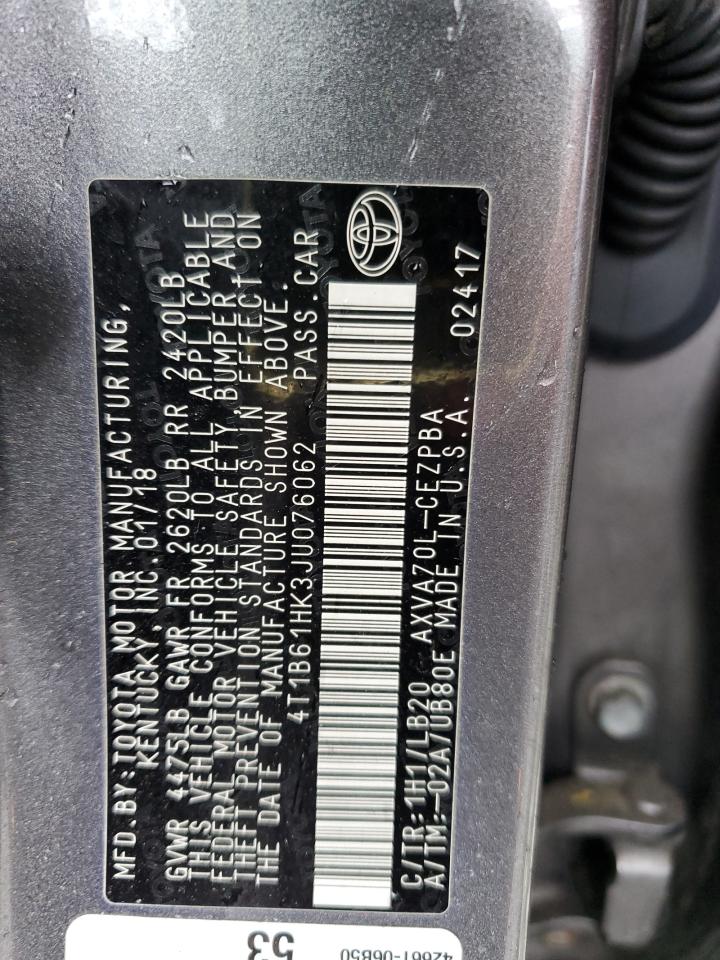 MFD.BY:TOYOTA MOTOR MANUFACTURING,
KENTUCKY, INC.01/18
GVWR 4475LB GAWR FR 2620LB RR 2420LB
THIS VEHICLE CONFORMS TO ALL APPLICABLE
FEDERAL MOTOR VEHICLE SAFETY, BUMPER AND
THEFT PREVENTION STANDARDS IN EFFECT ON
THE DATE OF MANUFACTURE SHOWN ABOVE.
4T1B61HK3JU076062 PASS.CAR
C/TR:1H1/LB20 AXVA70L-CEZPBA
A/TM:-02A/UB80E MADE IN U.S.A. 02417
53
42661-06B50